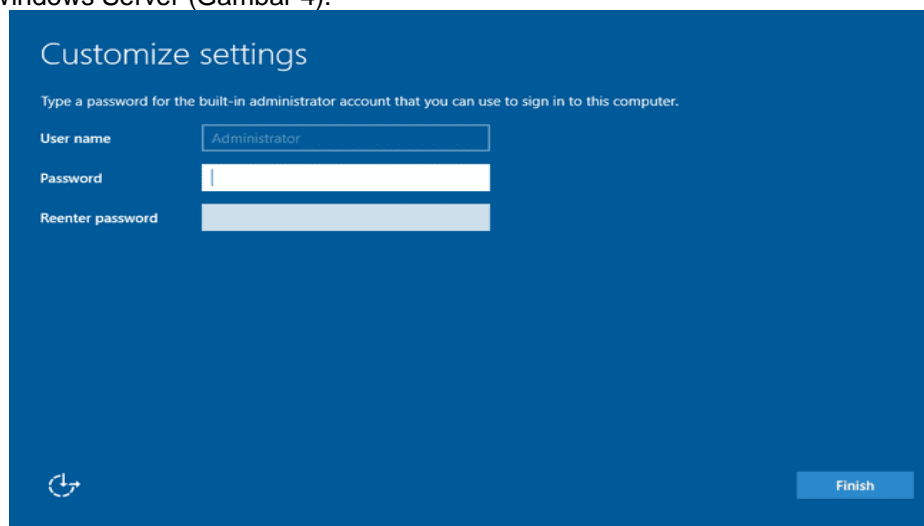 Windows Server (Gambar 4).
Customize settings
Type a password for the built-in administrator account that you can use to sign in to this computer.
User name Administrator
Password
Reenter password
Finish